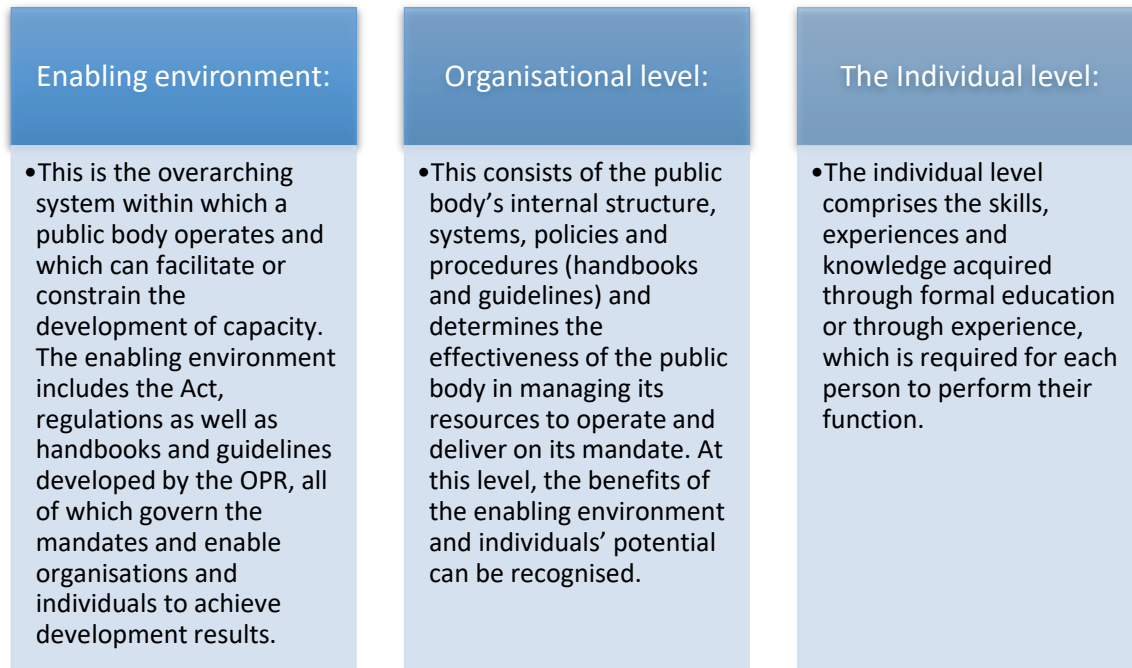 Enabling environment:
•This is the overarching
system within which a
public body operates and
which can facilitate or
constrain the
development of capacity.
The enabling environment
includes the Act,
regulations as well as
handbooks and guidelines
developed by the OPR, all
of which govern the
mandates and enable
organisations and
individuals to achieve
development results.
Organisational level:
•This consists of the public
body’s internal structure,
systems, policies and
procedures (handbooks
and guidelines) and
determines the
effectiveness of the public
body in managing its
resources to operate and
deliver on its mandate. At
this level, the benefits of
the enabling environment
and individuals’ potential
can be recognised.
The Individual level:
•The individual level
comprises the skills,
experiences and
knowledge acquired
through formal education
or through experience,
which is required for each
person to perform their
function.